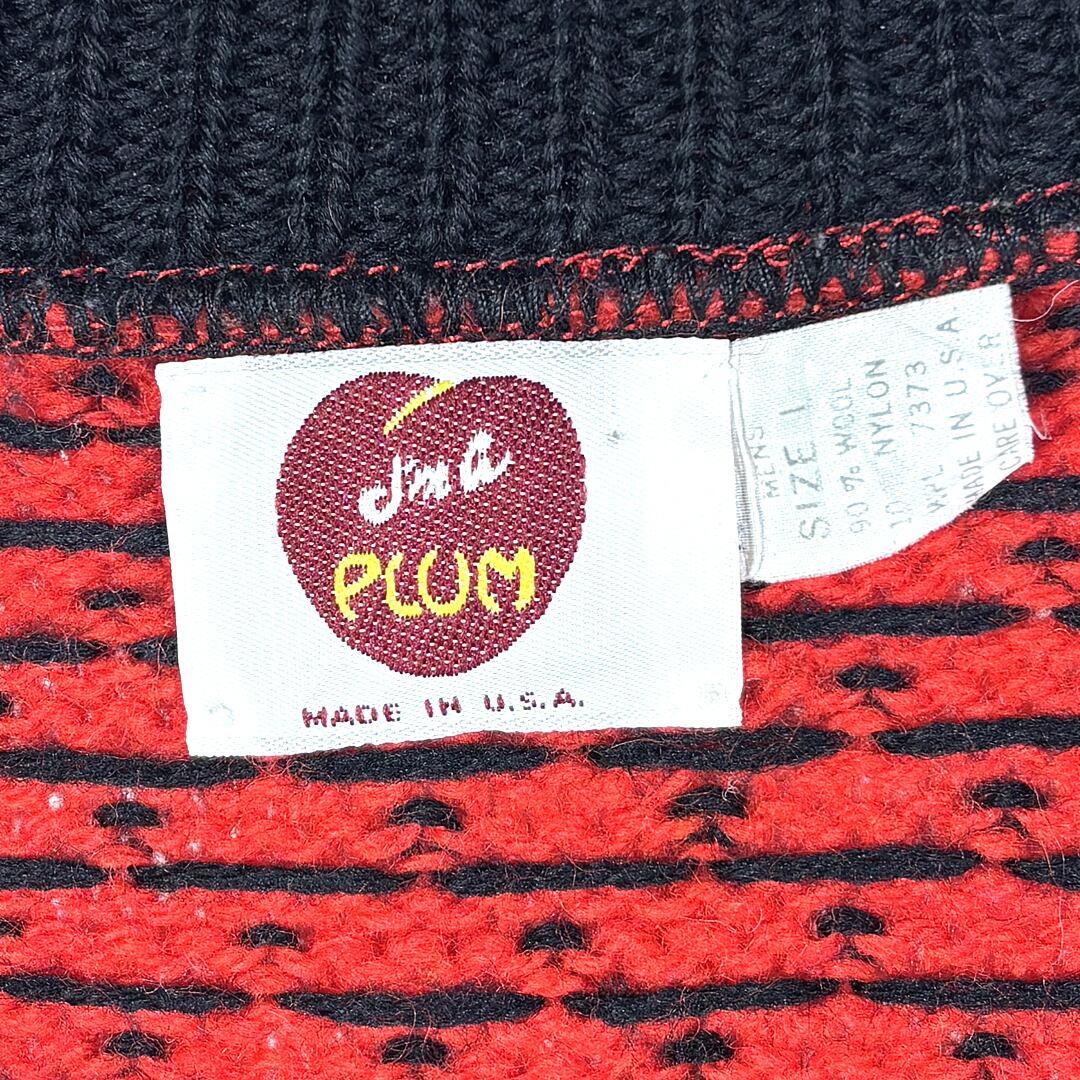 I'm a
PLUM
MADE IN U.S.A.
MENS
SIZE L
90% WOOL
10 NYLON
WPL 7373
MADE IN U.S.A.
CARE OVER